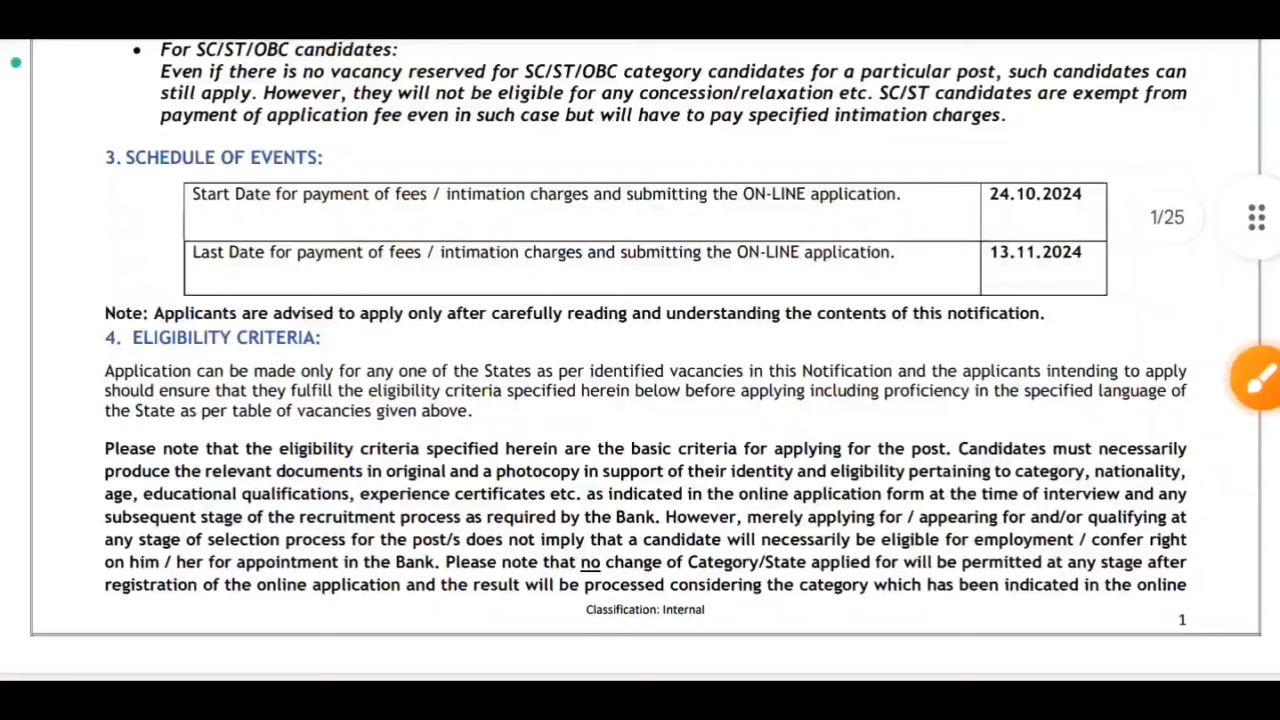 • For SC/ST/OBC candidates:
Even if there is no vacancy reserved for SC/ST/OBC category candidates for a particular post, such candidates can
still apply. However, they will not be eligible for any concession/relaxation etc. SC/ST candidates are exempt from
payment of application fee even in such case but will have to pay specified intimation charges.
3. SCHEDULE OF EVENTS:
Start Date for payment of fees / intimation charges and submitting the ON-LINE application. 24.10.2024
1/25
Last Date for payment of fees / intimation charges and submitting the ON-LINE application. 13.11.2024
Note: Applicants are advised to apply only after carefully reading and understanding the contents of this notification.
4. ELIGIBILITY CRITERIA:
Application can be made only for any one of the States as per identified vacancies in this Notification and the applicants intending to apply
should ensure that they fulfill the eligibility criteria specified herein below before applying including proficiency in the specified language of
the State as per table of vacancies given above.
Please note that the eligibility criteria specified herein are the basic criteria for applying for the post. Candidates must necessarily
produce the relevant documents in original and a photocopy in support of their identity and eligibility pertaining to category, nationality,
age, educational qualifications, experience certificates etc. as indicated in the online application form at the time of interview and any
subsequent stage of the recruitment process as required by the Bank. However, merely applying for / appearing for and/or qualifying at
any stage of selection process for the post/s does not imply that a candidate will necessarily be eligible for employment / confer right
on him / her for appointment in the Bank. Please note that no change of Category/State applied for will be permitted at any stage after
registration of the online application and the result will be processed considering the category which has been indicated in the online
Classification: Internal
1